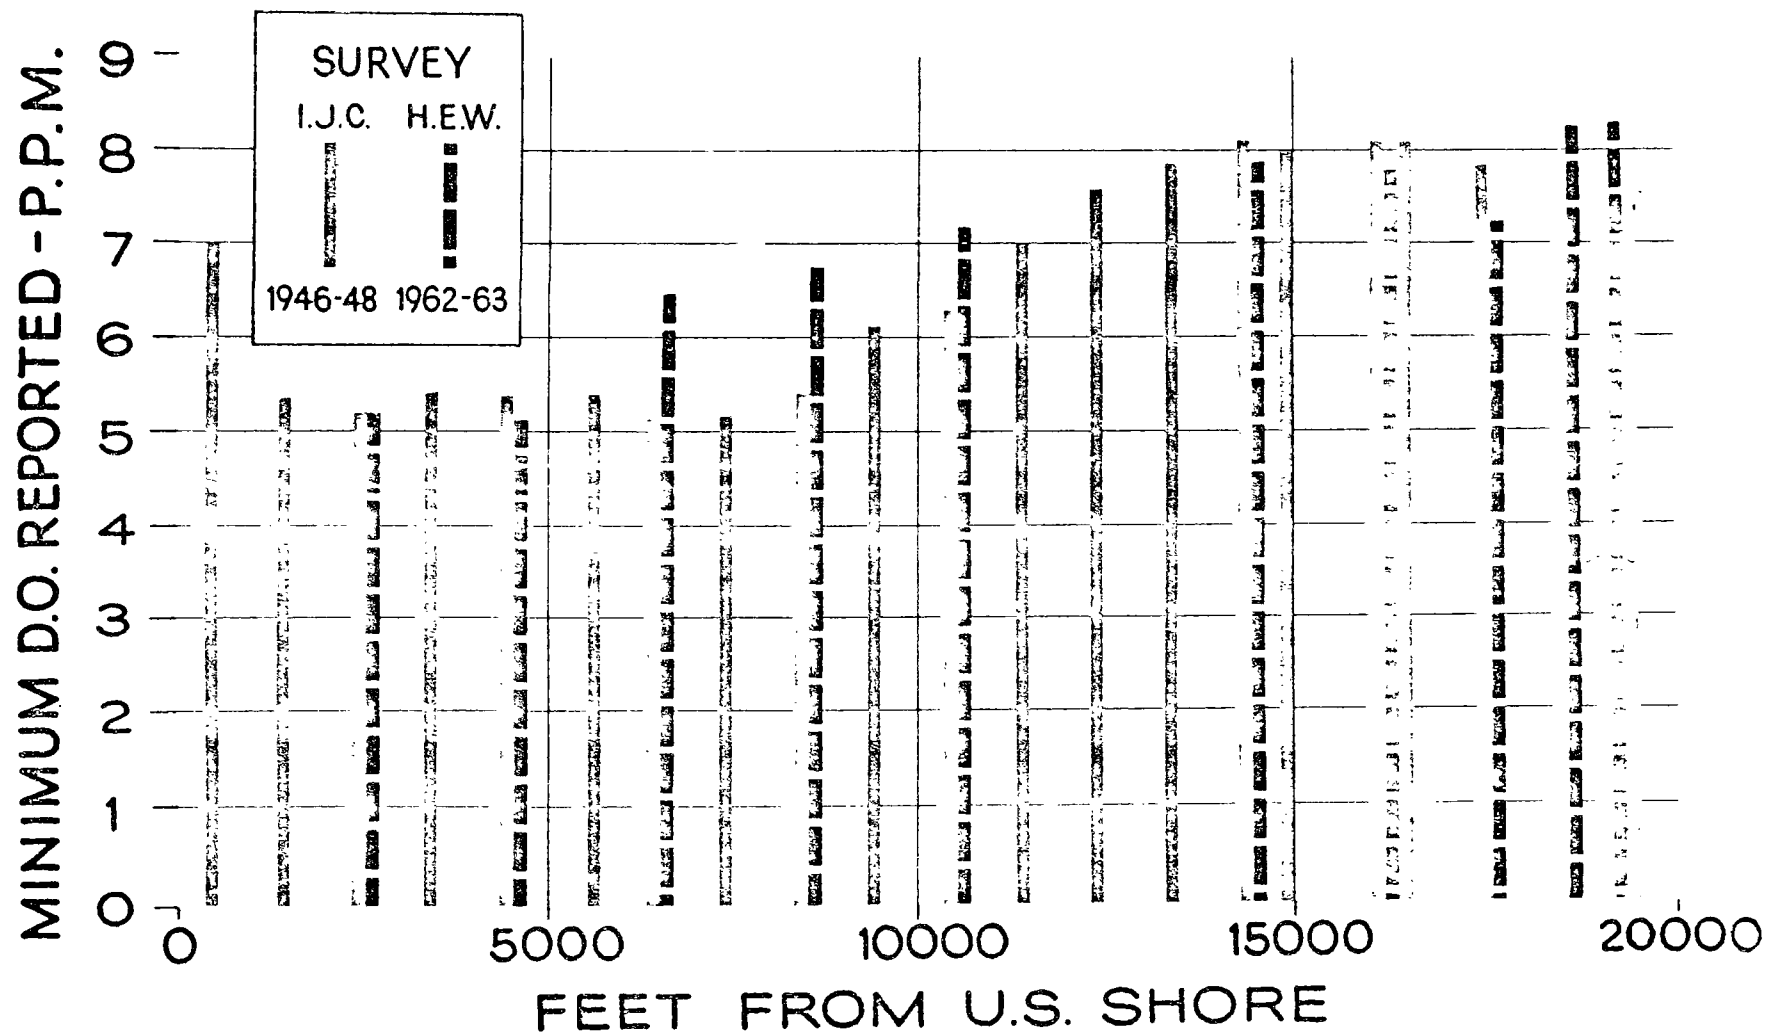 MINIMUM D.O. REPORTED - P.P.M.
9
8
7
6
5
4
3
2
1
0
SURVEY
I.J.C. H.E.W.
1946-48 1962-63
0 5000 10000 15000 20000
FEET FROM U.S. SHORE